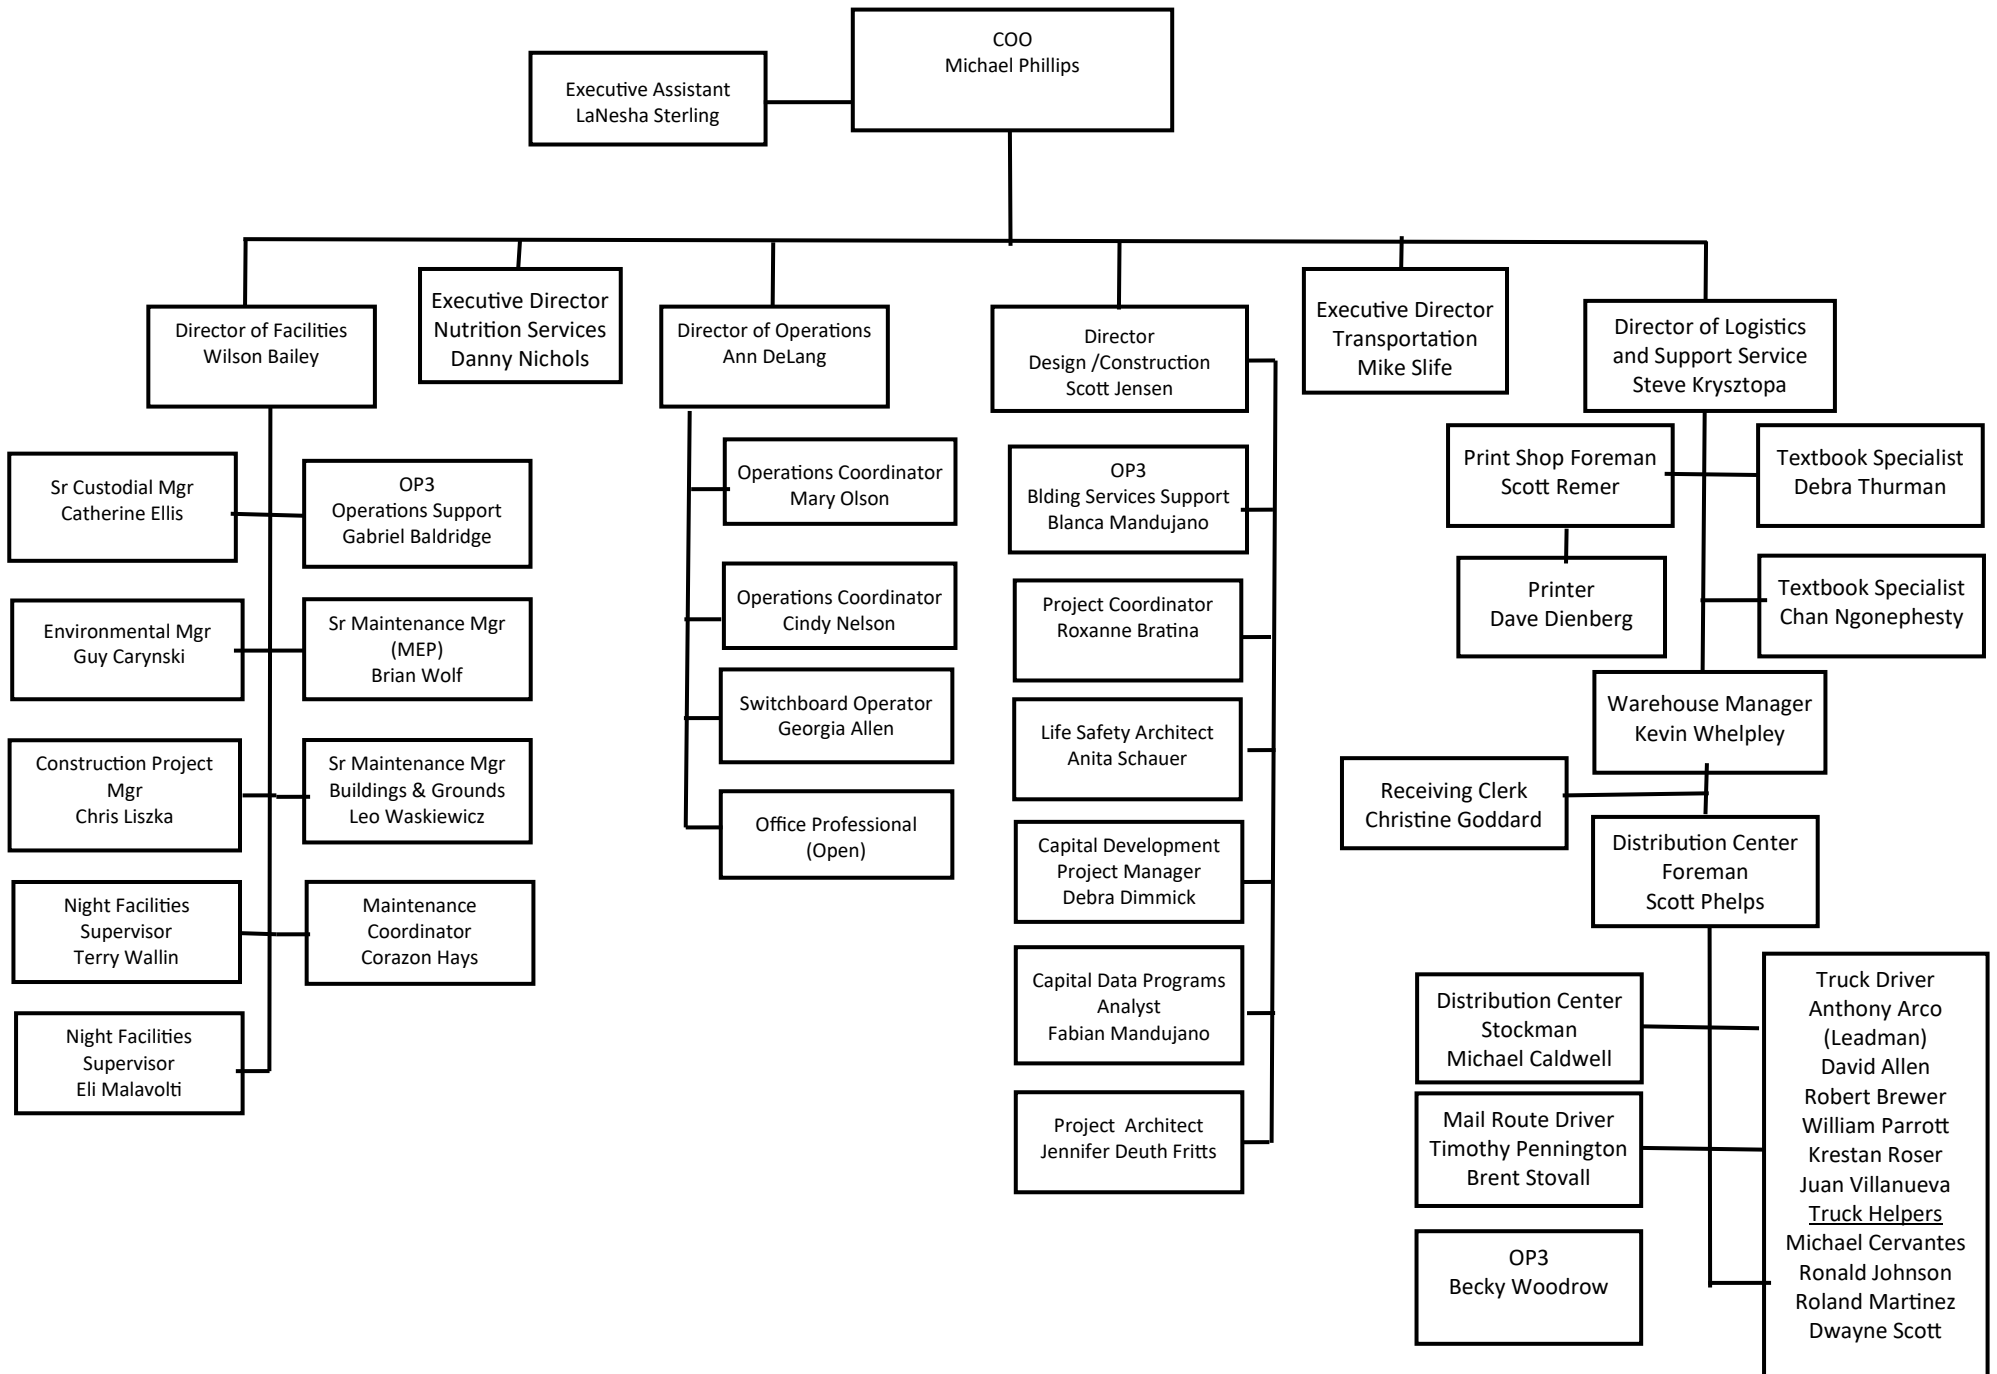 COO
Michael Phillips
Executive Assistant
LaNesha Sterling
Director of Facilities
Wilson Bailey
Executive Director
Nutrition Services
Danny Nichols
Director of Operations
Ann DeLang
Director
Design /Construction
Scott Jensen
Executive Director
Transportation
Mike Slife
Director of Logistics
and Support Service
Steve Krysztopa
Sr Custodial Mgr
Catherine Ellis
OP3
Operations Support
Gabriel Baldridge
Environmental Mgr
Guy Carynski
Sr Maintenance Mgr
(MEP)
Brian Wolf
Construction Project
Mgr
Chris Liszka
Sr Maintenance Mgr
Buildings & Grounds
Leo Waskiewicz
Night Facilities
Supervisor
Terry Wallin
Maintenance
Coordinator
Corazon Hays
Night Facilities
Supervisor
Eli Malavolti
Operations Coordinator
Mary Olson
Operations Coordinator
Cindy Nelson
Switchboard Operator
Georgia Allen
Office Professional
(Open)
OP3
Blding Services Support
Blanca Mandujano
Project Coordinator
Roxanne Bratina
Life Safety Architect
Anita Schauer
Capital Development
Project Manager
Debra Dimmick
Capital Data Programs
Analyst
Fabian Mandujano
Project  Architect
Jennifer Deuth Fritts
Print Shop Foreman
Scott Remer
Textbook Specialist
Debra Thurman
Printer
Dave Dienberg
Textbook Specialist
Chan Ngonephesty
Warehouse Manager
Kevin Whelpley
Receiving Clerk
Christine Goddard
Distribution Center
Foreman
Scott Phelps
Distribution Center
Stockman
Michael Caldwell
Mail Route Driver
Timothy Pennington
Brent Stovall
OP3
Becky Woodrow
Truck Driver
Anthony Arco
(Leadman)
David Allen
Robert Brewer
William Parrott
Krestan Roser
Juan Villanueva
Truck Helpers
Michael Cervantes
Ronald Johnson
Roland Martinez
Dwayne Scott